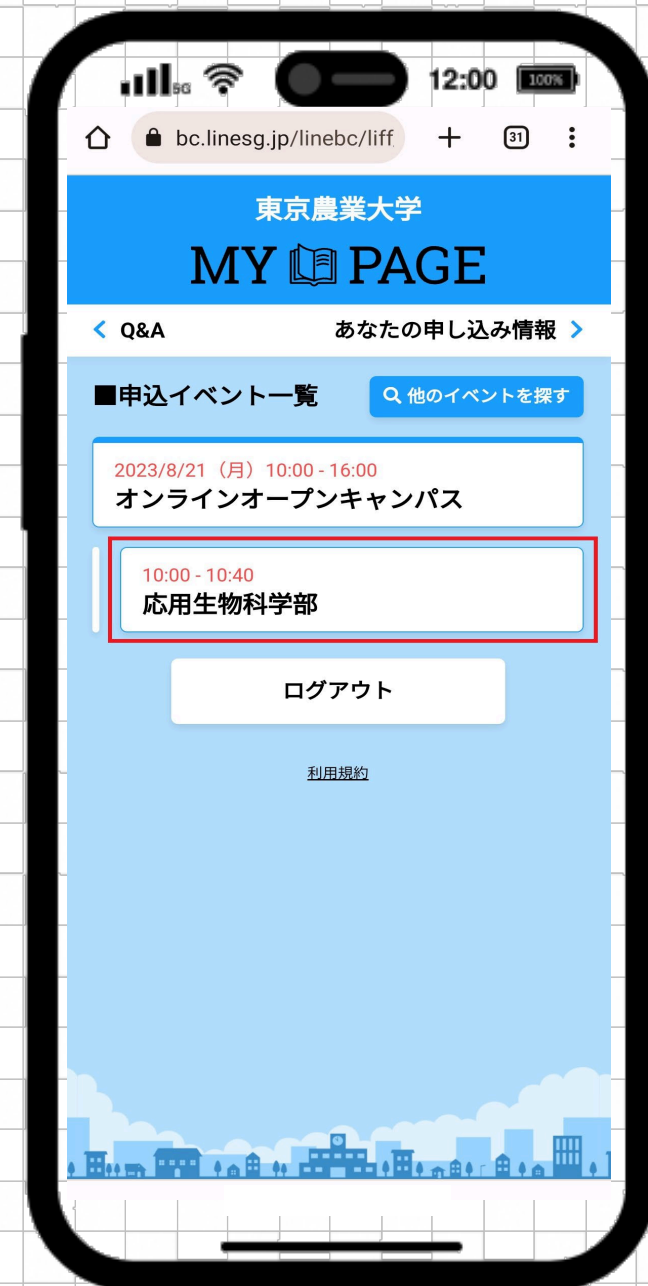 5G 12:00 100%
bc.linesg.jp/linebc/liff 31
東京農業大学
MY PAGE
Q&A あなたの申し込み情報
■申込イベント一覧 他のイベントを探す
2023/8/21（月）10:00 - 16:00
オンラインオープンキャンパス
10:00 - 10:40
応用生物科学部
ログアウト
利用規約